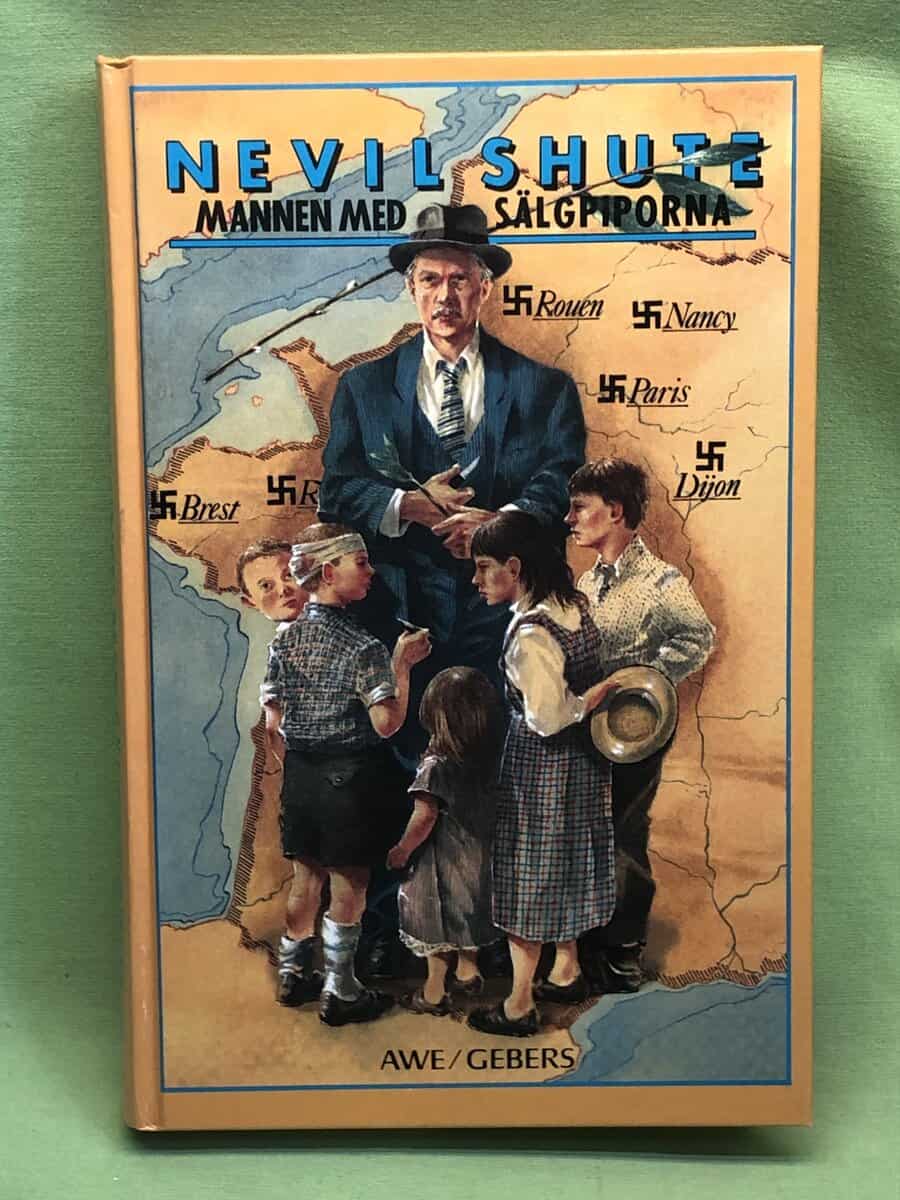 NEVIL SHUTE
MANNEN MED SÄLGPIPORNA
Rouen
Nancy
Paris
Dijon
Brest
R
AWE/GEBERS